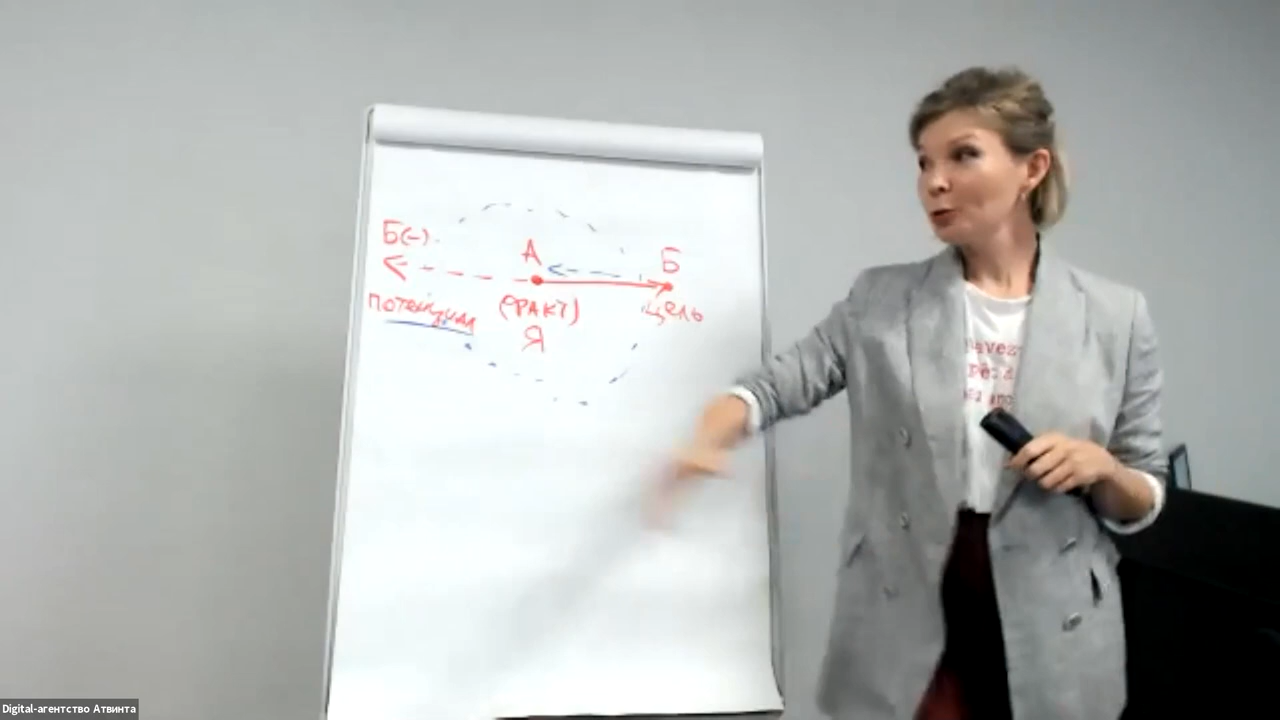 Б(-)
А
Б
потенциал
(факт)
цель
Я
Digital-агентство Атвинта